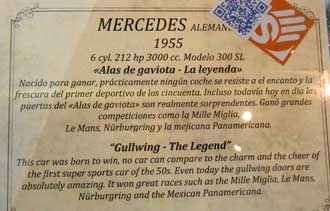 MERCEDES ALEMAN
1955
6 cyl. 212 hp 3000 cc. Modelo 300 SL
«Alas de gaviota - La leyenda»
Nacido para ganar, prácticamente ningún coche se resiste a el encanto y la
frescura del primer deportivo de los cincuenta. Incluso todavía hoy en día las
puertas del «Alas de gaviota» son realmente sorprendentes. Ganó grandes
competiciones como la Mille Miglia,
Le Mans, Nürburgring y la mejicana Panamericana.
“Gullwing - The Legend”
This car was born to win, no car can compare to the charm and the cheer of
the first super sports car of the 50s. Even today the gullwing doors are
absolutely amazing. It won great races such as the Mille Miglia, Le Mans,
Nürburgring and the Mexican Panamericana.